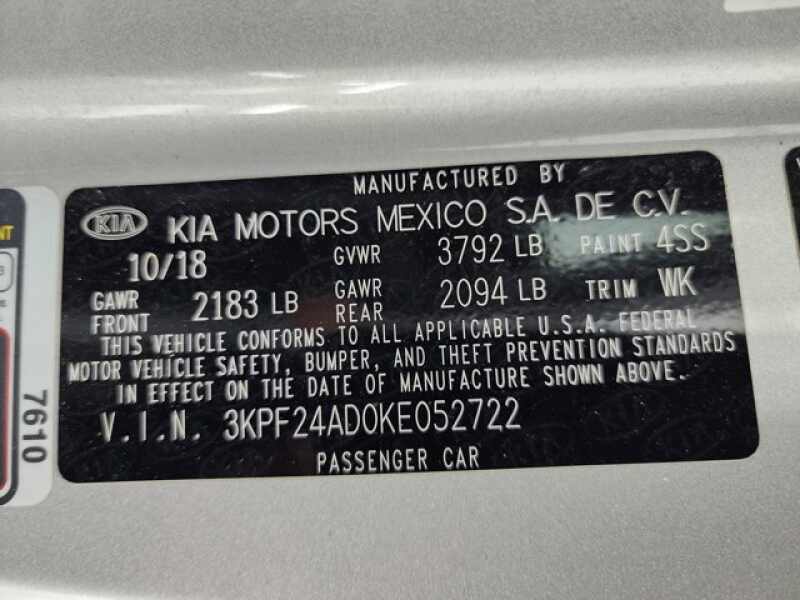 MANUFACTURED BY
KIA KIA MOTORS MEXICO S.A. DE C.V.
10/18 GVWR 3792 LB PAINT 4SS
GAWR FRONT 2183 LB GAWR REAR 2094 LB TRIM WK
THIS VEHICLE CONFORMS TO ALL APPLICABLE U.S.A. FEDERAL
MOTOR VEHICLE SAFETY, BUMPER, AND THEFT PREVENTION STANDARDS
IN EFFECT ON THE DATE OF MANUFACTURE SHOWN ABOVE.
V.I.N. 3KPF24AD0KE052722
PASSENGER CAR
7610